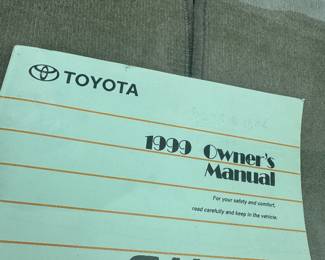 TOYOTA
1999 Owner's
Manual
For your safety and comfort,
read carefully and keep in the vehicle.